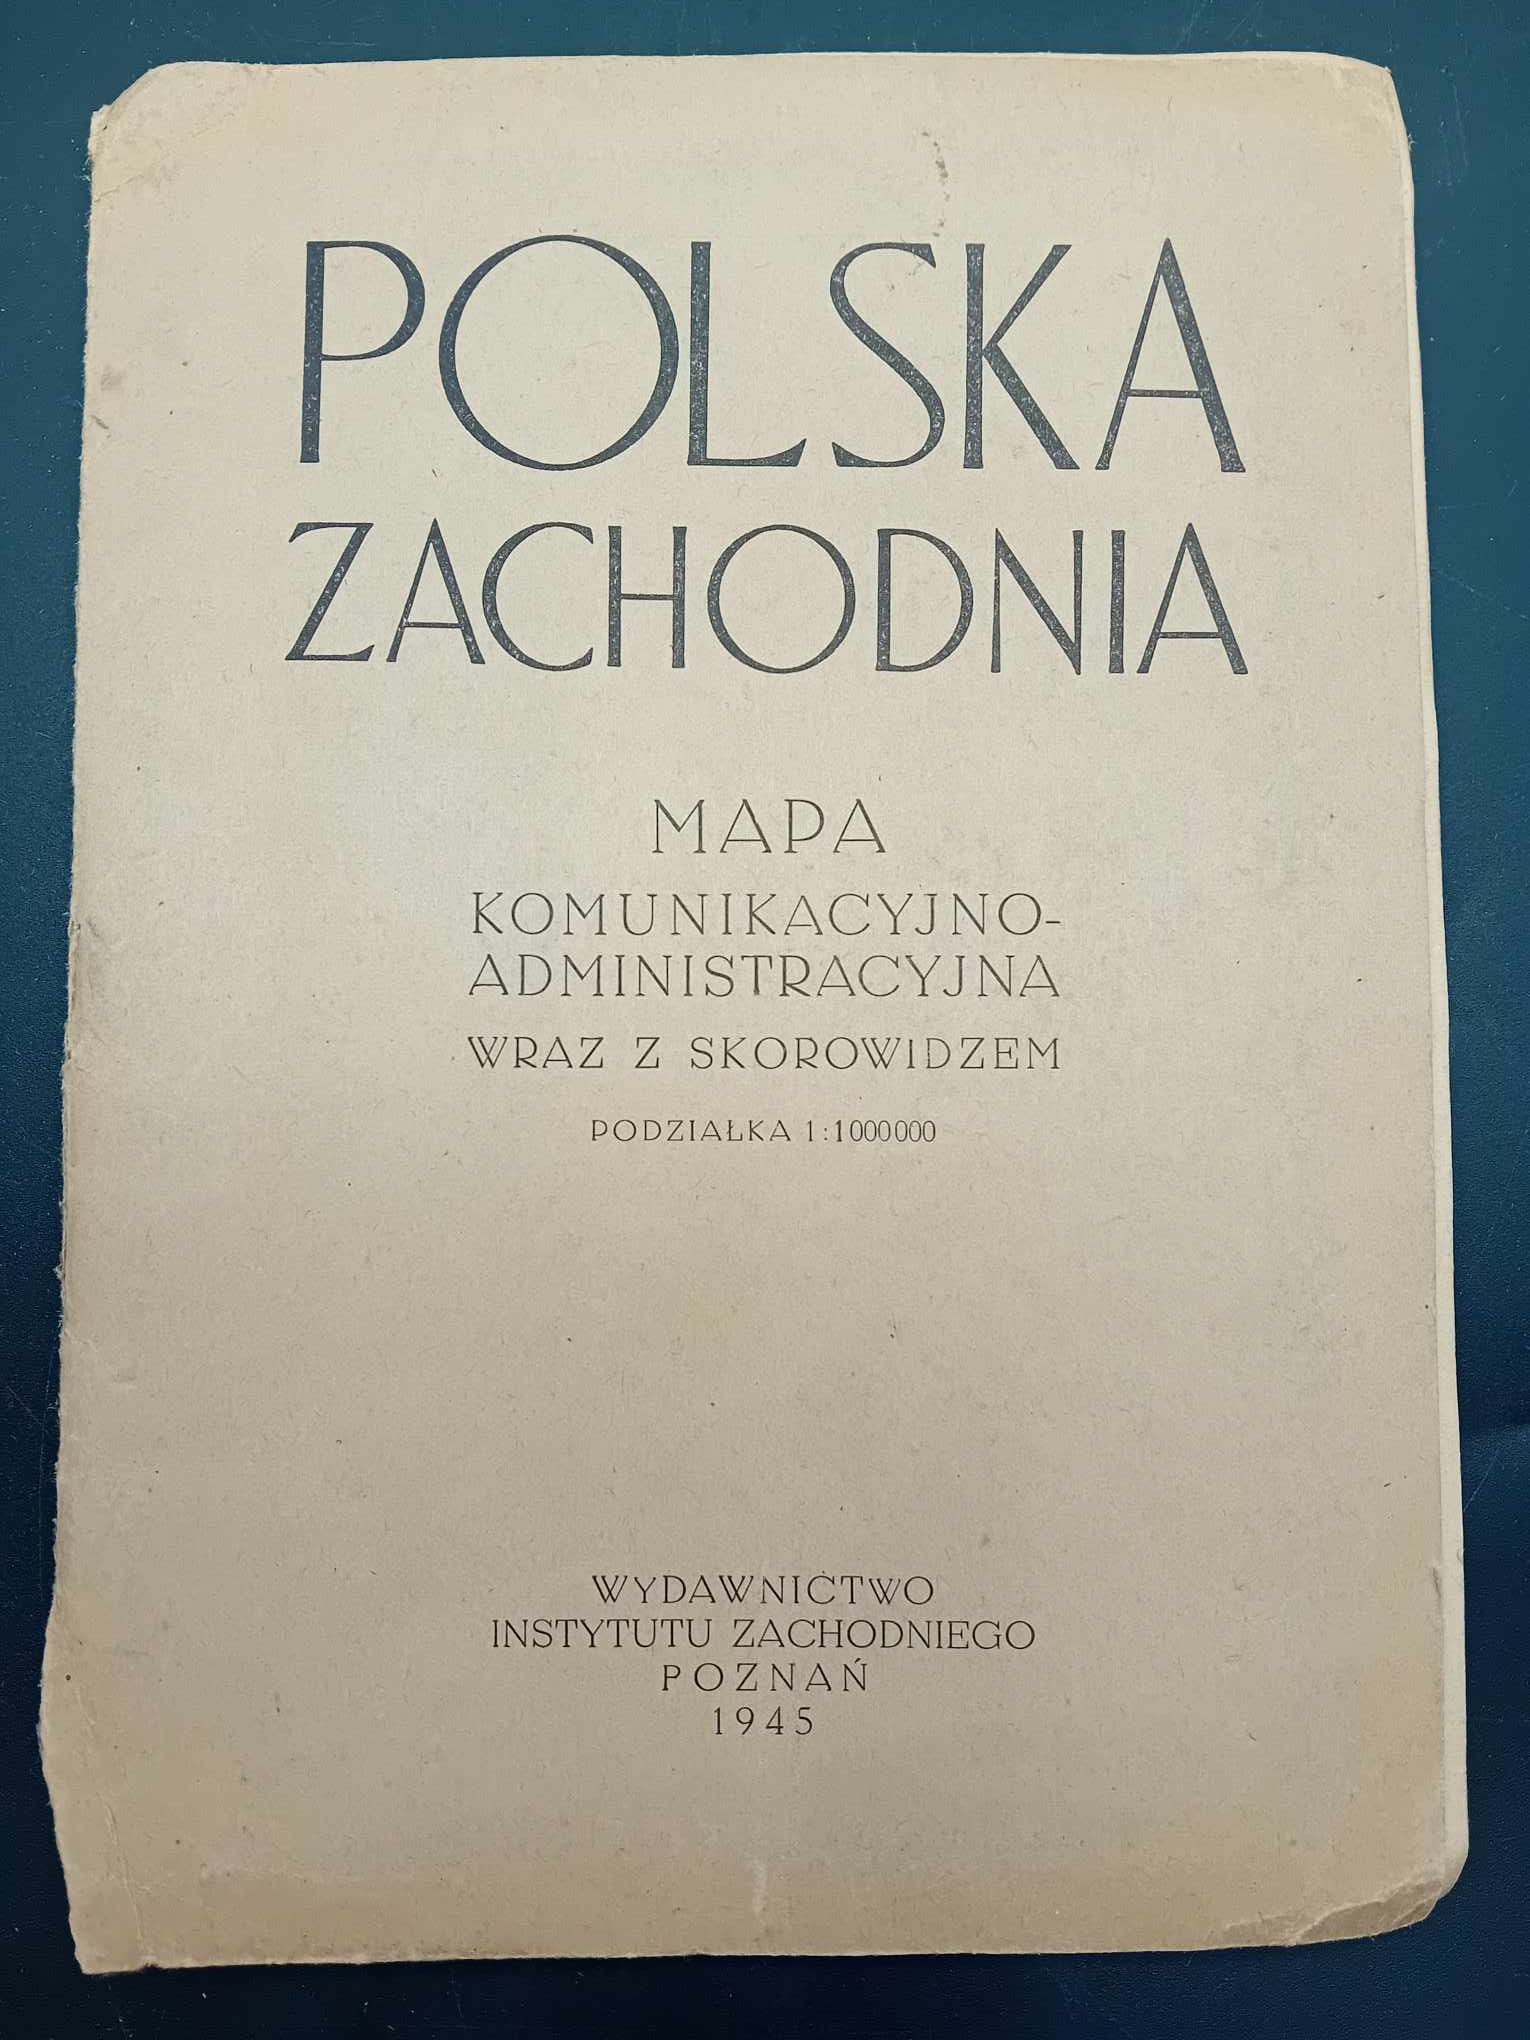 POLSKA
ZACHODNIA
MAPA
KOMUNIKACYJNO-
ADMINISTRACYJNA
WRAZ Z SKOROWIDZEM
PODZIAŁKA 1:1000000
WYDAWNICTWO
INSTYTUTU ZACHODNIEGO
POZNAŃ
1945